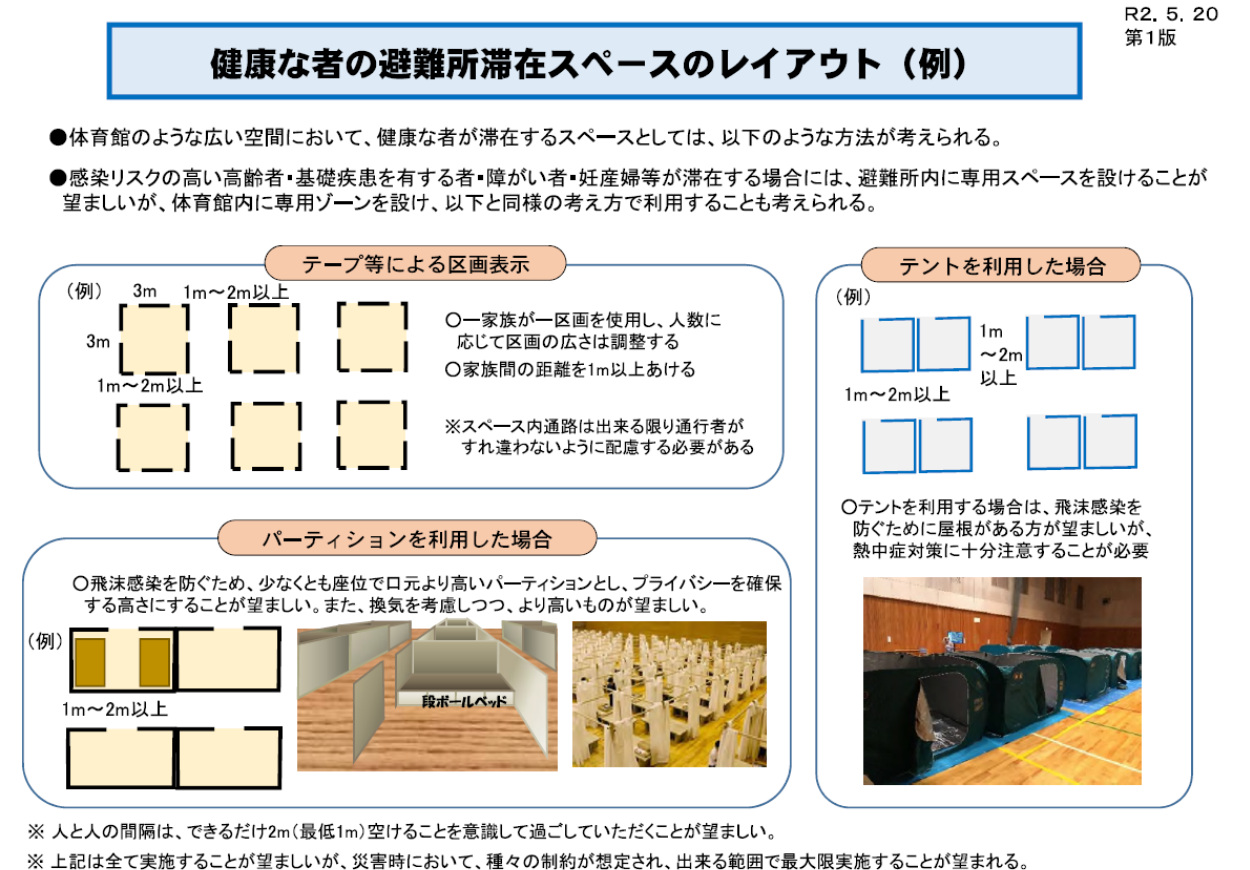 R2．5．20
第1版
健康な者の避難所滞在スペースのレイアウト（例）
●体育館のような広い空間において、健康な者が滞在するスペースとしては、以下のような方法が考えられる。
●感染リスクの高い高齢者・基礎疾患を有する者・障がい者・妊産婦等が滞在する場合には、避難所内に専用スペースを設けることが
望ましいが、体育館内に専用ゾーンを設け、以下と同様の考え方で利用することも考えられる。
テープ等による区画表示
（例）
3m
1m～2m以上
3m
1m～2m以上
○一家族が一区画を使用し、人数に
応じて区画の広さは調整する
○家族間の距離を1m以上あける
※スペース内通路は出来る限り通行者が
すれ違わないように配慮する必要がある
パーティションを利用した場合
○飛沫感染を防ぐため、少なくとも座位で口元より高いパーティションとし、プライバシーを確保
する高さにすることが望ましい。また、換気を考慮しつつ、より高いものが望ましい。
（例）
1m～2m以上
段ボールベッド
テントを利用した場合
（例）
1m
～2m
以上
1m～2m以上
○テントを利用する場合は、飛沫感染を
防ぐために屋根がある方が望ましいが、
熱中症対策に十分注意することが必要
※ 人と人の間隔は、できるだけ2m（最低1m）空けることを意識して過ごしていただくことが望ましい。
※ 上記は全て実施することが望ましいが、災害時において、種々の制約が想定され、出来る範囲で最大限実施することが望まれる。